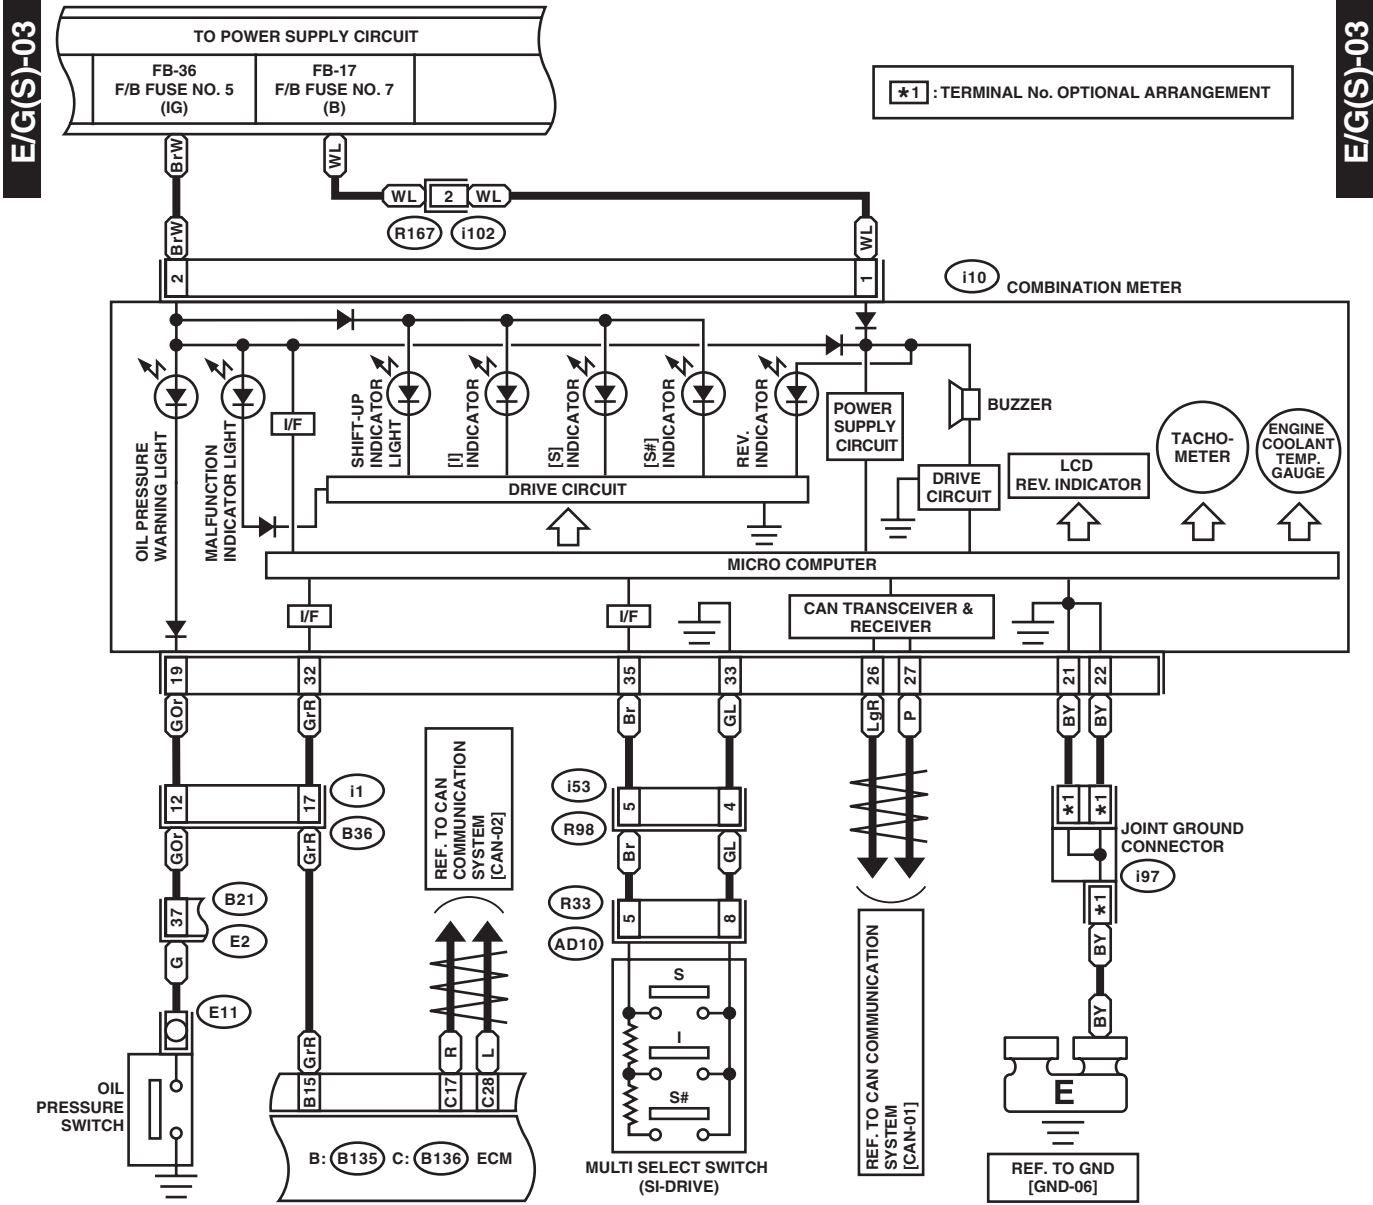 E/G(S)-03
E/G(S)-03
TO POWER SUPPLY CIRCUIT
FB-36
F/B FUSE NO. 5
(IG)
FB-17
F/B FUSE NO. 7
(B)
*1 : TERMINAL No. OPTIONAL ARRANGEMENT
BrW
WL
WL
2
WL
R167
i102
BrW
WL
2
1
i10
COMBINATION METER
OIL PRESSURE
WARNING LIGHT
MALFUNCTION
INDICATOR LIGHT
I/F
SHIFT-UP
INDICATOR
LIGHT
[I]
INDICATOR
[S]
INDICATOR
[S#]
INDICATOR
REV.
INDICATOR
POWER
SUPPLY
CIRCUIT
BUZZER
DRIVE
CIRCUIT
LCD
REV. INDICATOR
TACHO-
METER
ENGINE
COOLANT
TEMP.
GAUGE
DRIVE CIRCUIT
MICRO COMPUTER
I/F
I/F
CAN TRANSCEIVER &
RECEIVER
19
32
35
33
26
27
21
22
GOr
GrR
Br
GL
LgR
P
BY
BY
12
17
i1
B36
GOr
GrR
37
B21
E2
G
E11
OIL
PRESSURE
SWITCH
REF. TO CAN
COMMUNICATION
SYSTEM
[CAN-02]
GrR
R
L
B15
C17
C28
B: B135 C: B136 ECM
i53
R98
5
4
Br
GL
R33
AD10
5
8
S
I
S#
MULTI SELECT SWITCH
(SI-DRIVE)
REF. TO CAN COMMUNICATION
SYSTEM
[CAN-01]
*1
*1
JOINT GROUND
CONNECTOR
i97
*1
BY
BY
E
REF. TO GND
[GND-06]